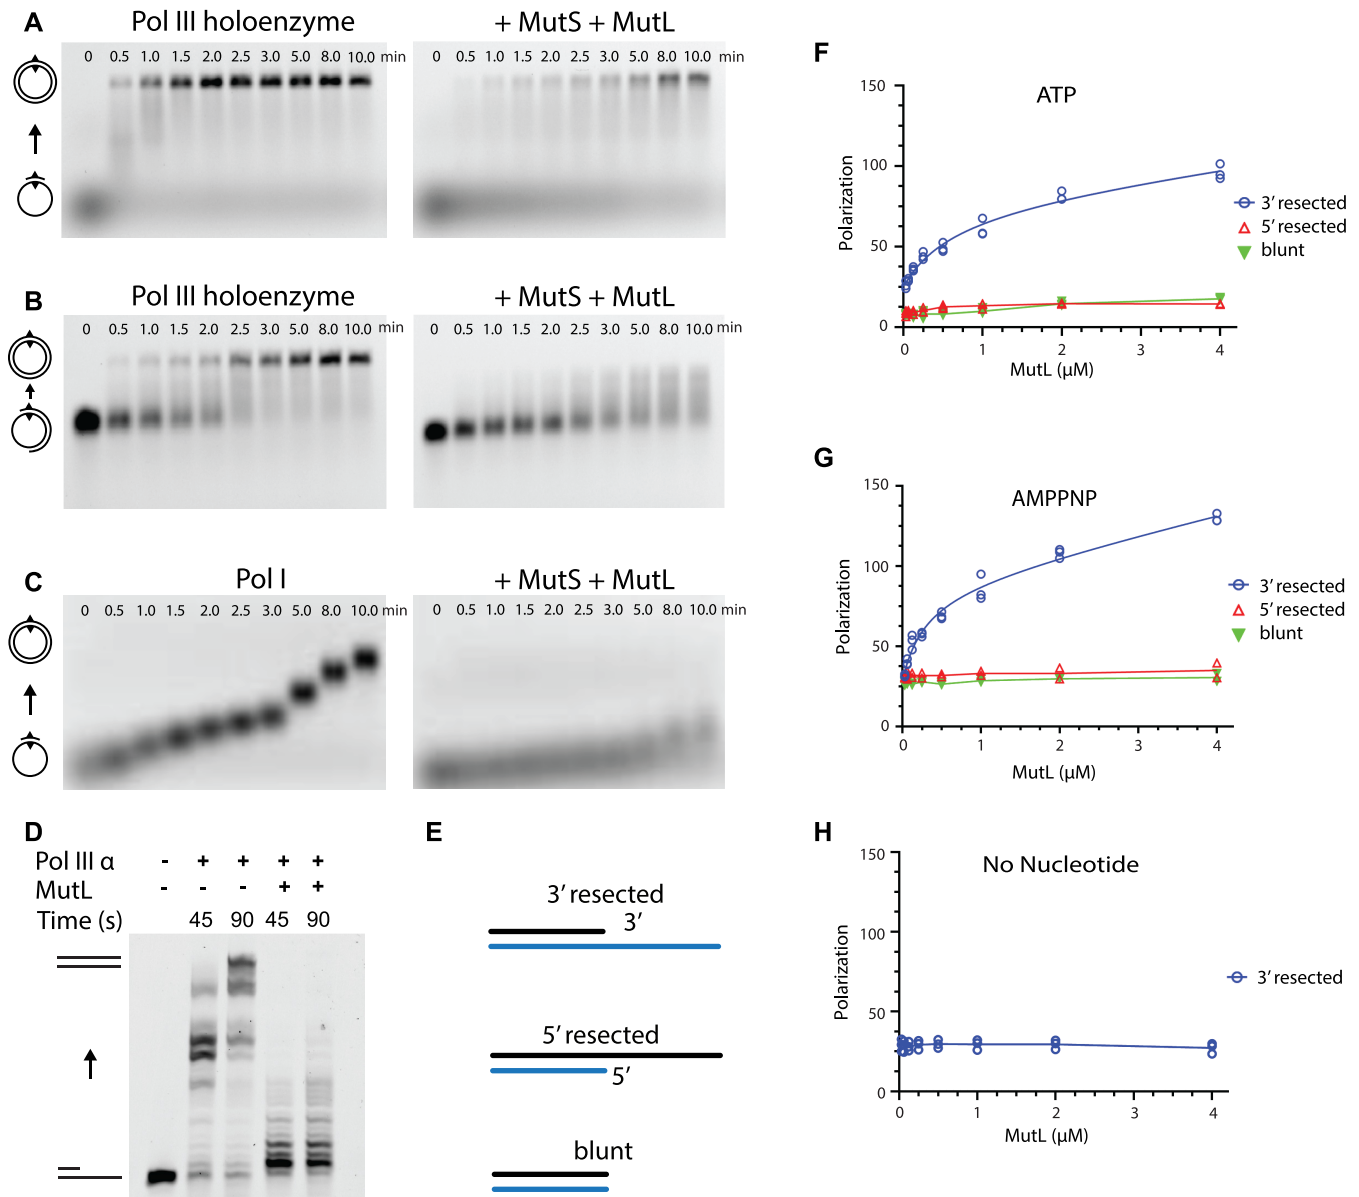 A
Pol III holoenzyme
+ MutS + MutL
0 0.5 1.0 1.5 2.0 2.5 3.0 5.0 8.0 10.0 min
0 0.5 1.0 1.5 2.0 2.5 3.0 5.0 8.0 10.0 min
B
Pol III holoenzyme
+ MutS + MutL
0 0.5 1.0 1.5 2.0 2.5 3.0 5.0 8.0 10.0 min
0 0.5 1.0 1.5 2.0 2.5 3.0 5.0 8.0 10.0 min
C
Pol I
+ MutS + MutL
0 0.5 1.0 1.5 2.0 2.5 3.0 5.0 8.0 10.0 min
0 0.5 1.0 1.5 2.0 2.5 3.0 5.0 8.0 10.0 min
D
Pol III α - + + + +
MutL - - - + +
Time (s) 45 90 45 90
E
3′ resected
3′
5′ resected
5′
blunt
F
ATP
Polarization
150
100
50
0
0 1 2 3 4
MutL (µM)
3′ resected
5′ resected
blunt
G
AMPPNP
Polarization
150
100
50
0
0 1 2 3 4
MutL (µM)
3′ resected
5′ resected
blunt
H
No Nucleotide
Polarization
150
100
50
0
0 1 2 3 4
MutL (µM)
3′ resected